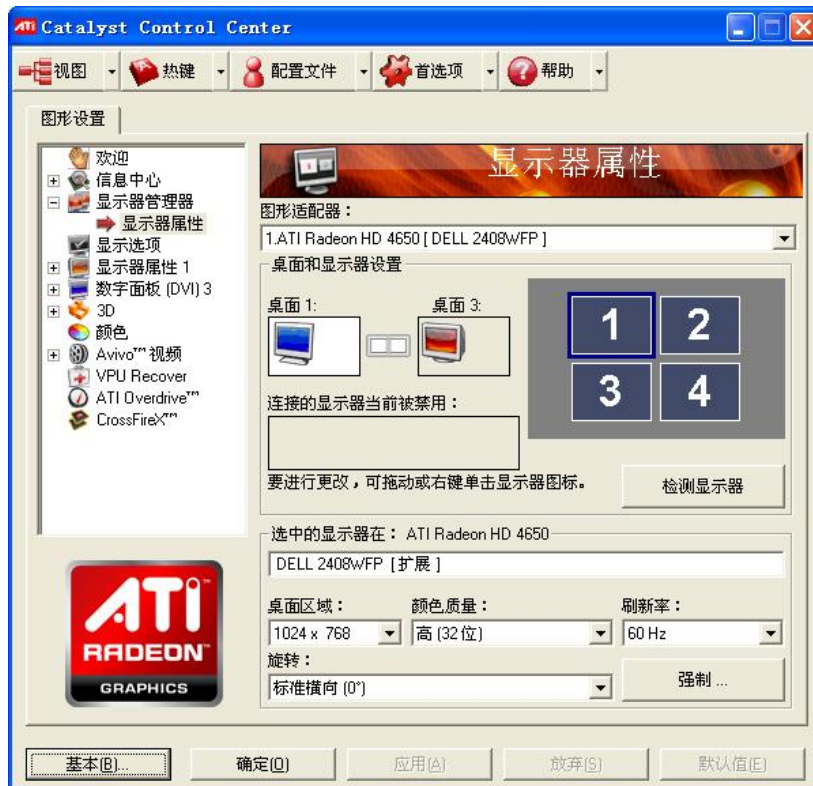 ATI Catalyst Control Center
视图 热键 配置文件 首选项 帮助
图形设置
欢迎
信息中心
显示器管理器
显示器属性
显示选项
显示器属性 1
数字面板 (DVI) 3
3D
颜色
Avivo™ 视频
VPU Recover
ATI Overdrive™
CrossFireX™
ATI
RADEON
GRAPHICS
显示器属性
图形适配器：
1.ATI Radeon HD 4650 [ DELL 2408WFP ]
桌面和显示器设置
桌面 1: 桌面 3:
1 2
3 4
连接的显示器当前被禁用：
要进行更改，可拖动或右键单击显示器图标。
检测显示器
选中的显示器在： ATI Radeon HD 4650
DELL 2408WFP [ 扩展 ]
桌面区域： 颜色质量： 刷新率：
1024 x 768 高 (32 位) 60 Hz
旋转：
标准横向 (0°)
强制 ...
基本(B)... 确定(O) 应用(A) 放弃(S) 默认值(E)